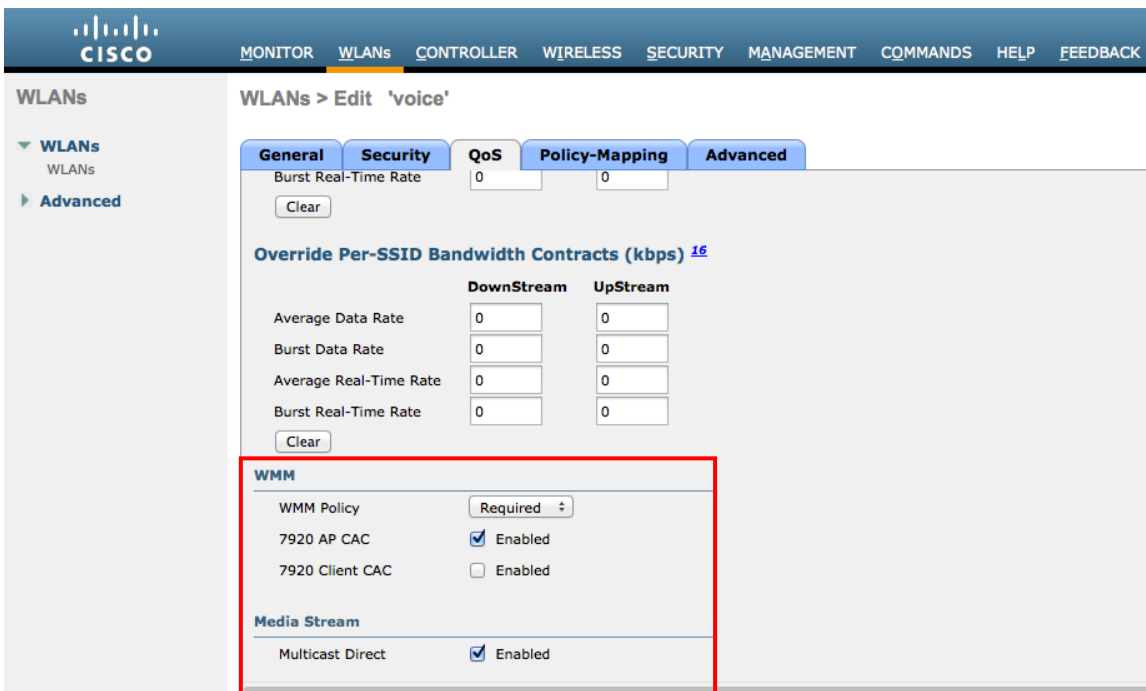 CISCO
MONITOR WLANs CONTROLLER WIRELESS SECURITY MANAGEMENT COMMANDS HELP FEEDBACK
WLANs
WLANs > Edit 'voice'
WLANs
WLANs
Advanced
General Security QoS Policy-Mapping Advanced
Burst Real-Time Rate 0 0
Clear
Override Per-SSID Bandwidth Contracts (kbps) 16
DownStream UpStream
Average Data Rate 0 0
Burst Data Rate 0 0
Average Real-Time Rate 0 0
Burst Real-Time Rate 0 0
Clear
WMM
WMM Policy Required
7920 AP CAC Enabled
7920 Client CAC Enabled
Media Stream
Multicast Direct Enabled